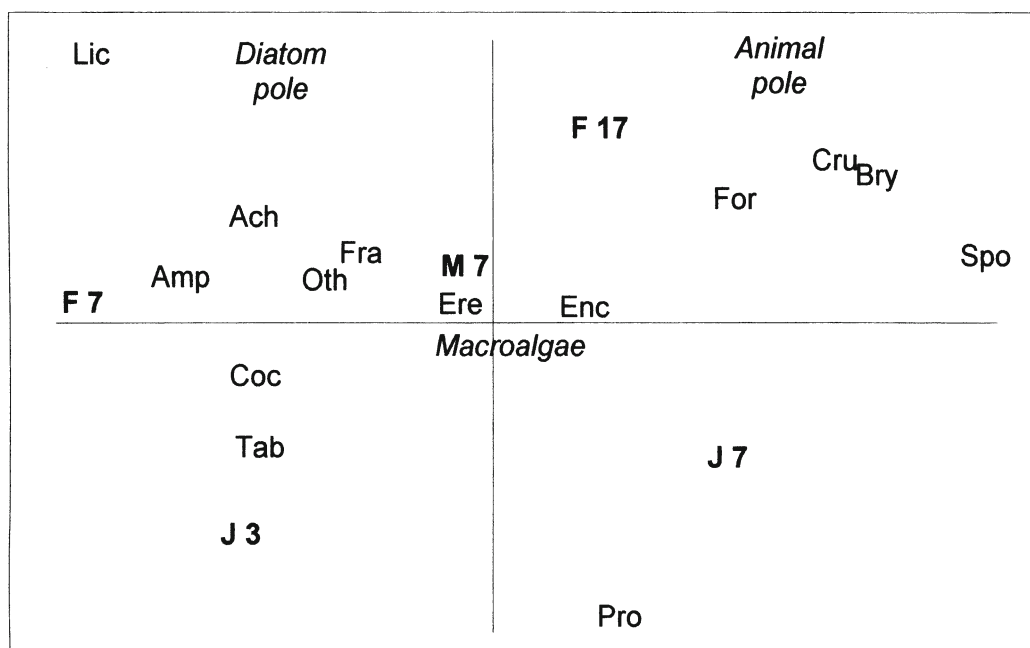 Lic
Diatom
pole
Animal
pole
F 17
Cru
Bry
For
Ach
Fra
Oth
Amp
M 7
Spo
F 7
Ere
Enc
Macroalgae
Coc
Tab
J 7
J 3
Pro